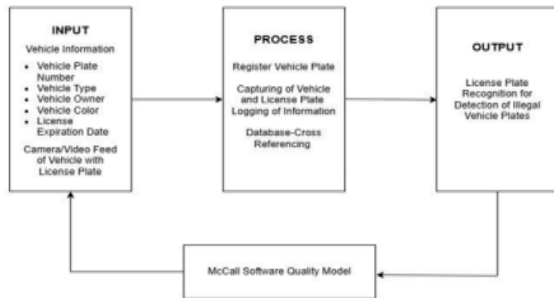 INPUT
Vehicle Information
• Vehicle Plate
Number
• Vehicle Type
• Vehicle Owner
• Vehicle Color
• License
Expiration Date
Camera/Video Feed
of Vehicle with
License Plate
PROCESS
Register Vehicle Plate
Capturing of Vehicle
and License Plate
Logging of Information
Database-Cross
Referencing
OUTPUT
License Plate
Recognition for
Detection of Illegal
Vehicle Plates
McCall Software Quality Model